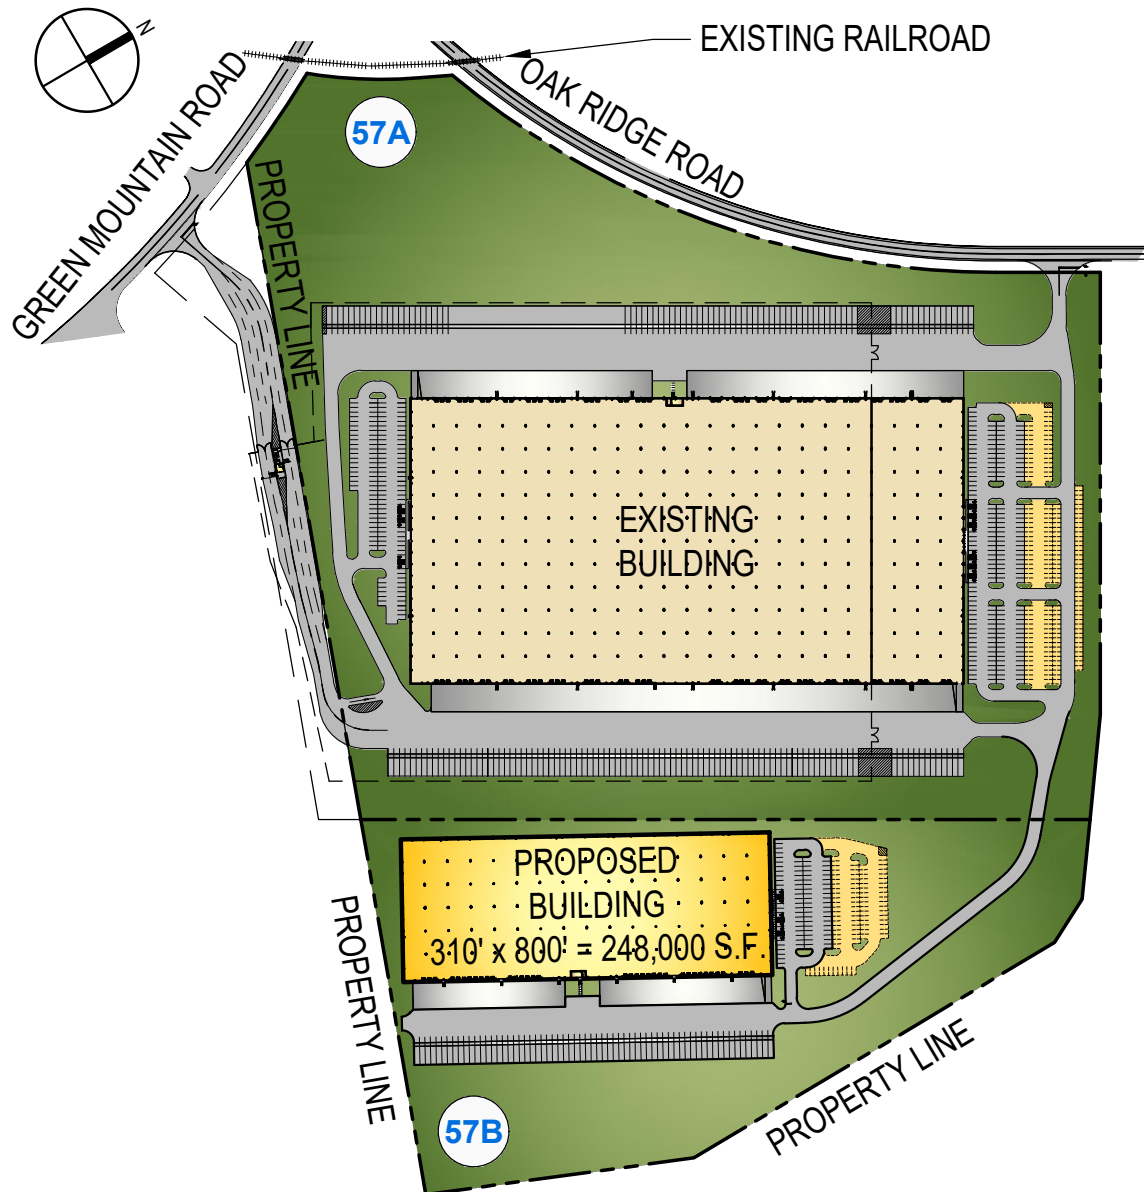 N
EXISTING RAILROAD
GREEN MOUNTAIN ROAD
OAK RIDGE ROAD
57A
PROPERTY LINE
EXISTING
BUILDING
PROPOSED
BUILDING
310' x 800' = 248,000 S.F.
PROPERTY LINE
PROPERTY LINE
57B